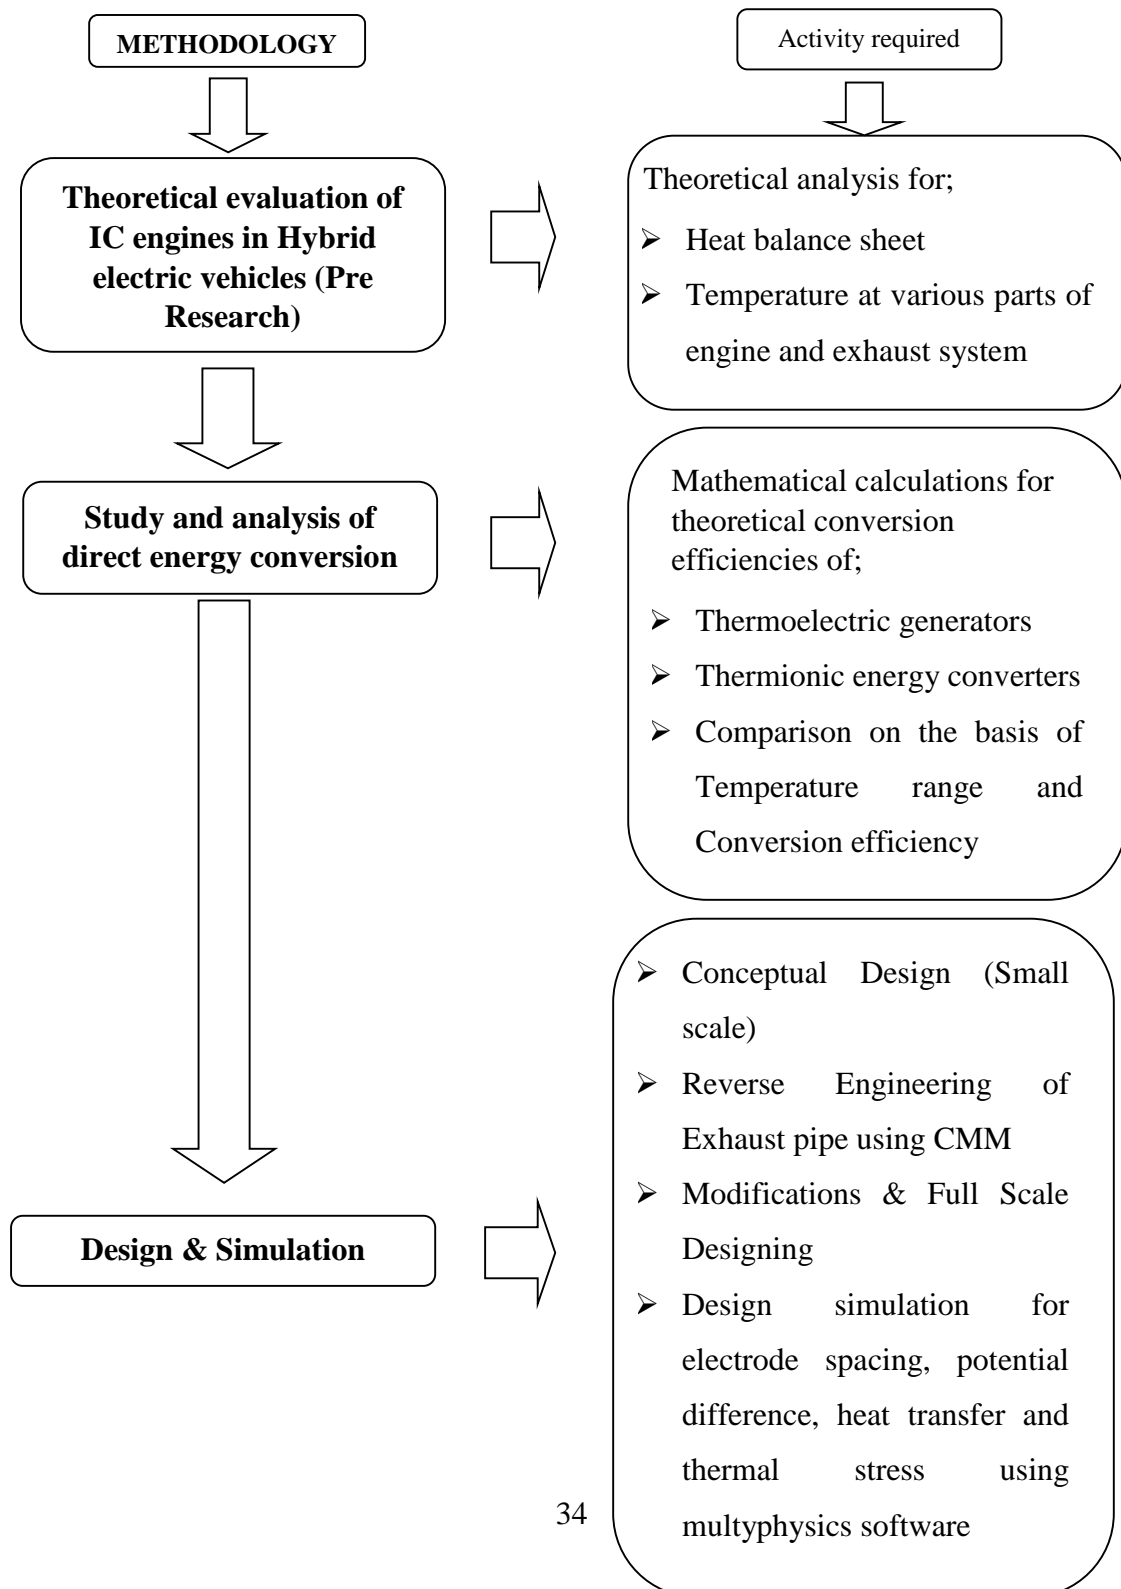 METHODOLOGY
Activity required
Theoretical evaluation of
IC engines in Hybrid
electric vehicles (Pre
Research)
Theoretical analysis for;
➢ Heat balance sheet
➢ Temperature at various parts of
engine and exhaust system
Study and analysis of
direct energy conversion
Mathematical calculations for
theoretical conversion
efficiencies of;
➢ Thermoelectric generators
➢ Thermionic energy converters
➢ Comparison on the basis of
Temperature range and
Conversion efficiency
Design & Simulation
➢ Conceptual Design (Small
scale)
➢ Reverse Engineering of
Exhaust pipe using CMM
➢ Modifications & Full Scale
Designing
➢ Design simulation for
electrode spacing, potential
difference, heat transfer and
thermal stress using
multyphysics software
34